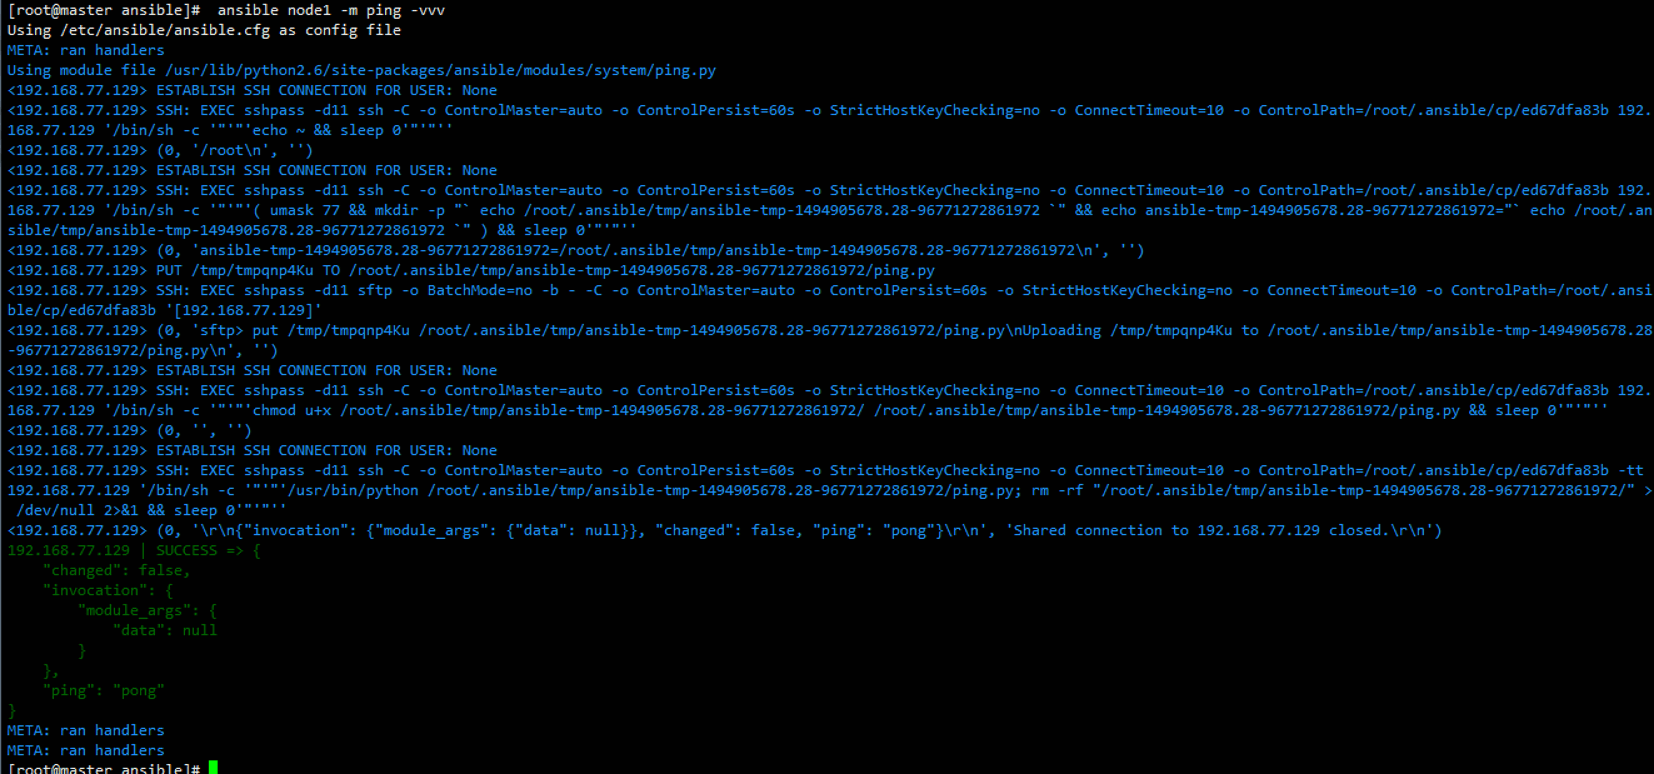 [root@master ansible]#  ansible node1 -m ping -vvv
Using /etc/ansible/ansible.cfg as config file
META: ran handlers
Using module file /usr/lib/python2.6/site-packages/ansible/modules/system/ping.py
<192.168.77.129> ESTABLISH SSH CONNECTION FOR USER: None
<192.168.77.129> SSH: EXEC sshpass -d11 ssh -C -o ControlMaster=auto -o ControlPersist=60s -o StrictHostKeyChecking=no -o ConnectTimeout=10 -o ControlPath=/root/.ansible/cp/ed67dfa83b 192.
168.77.129 '/bin/sh -c '"'"'echo ~ && sleep 0'"'"''
<192.168.77.129> (0, '/root\n', '')
<192.168.77.129> ESTABLISH SSH CONNECTION FOR USER: None
<192.168.77.129> SSH: EXEC sshpass -d11 ssh -C -o ControlMaster=auto -o ControlPersist=60s -o StrictHostKeyChecking=no -o ConnectTimeout=10 -o ControlPath=/root/.ansible/cp/ed67dfa83b 192.
168.77.129 '/bin/sh -c '"'"'( umask 77 && mkdir -p "` echo /root/.ansible/tmp/ansible-tmp-1494905678.28-96771272861972 `" && echo ansible-tmp-1494905678.28-96771272861972="` echo /root/.an
sible/tmp/ansible-tmp-1494905678.28-96771272861972 `" ) && sleep 0'"'"''
<192.168.77.129> (0, 'ansible-tmp-1494905678.28-96771272861972=/root/.ansible/tmp/ansible-tmp-1494905678.28-96771272861972\n', '')
<192.168.77.129> PUT /tmp/tmpqnp4Ku TO /root/.ansible/tmp/ansible-tmp-1494905678.28-96771272861972/ping.py
<192.168.77.129> SSH: EXEC sshpass -d11 sftp -o BatchMode=no -b - -C -o ControlMaster=auto -o ControlPersist=60s -o StrictHostKeyChecking=no -o ConnectTimeout=10 -o ControlPath=/root/.ansi
ble/cp/ed67dfa83b '[192.168.77.129]'
<192.168.77.129> (0, 'sftp> put /tmp/tmpqnp4Ku /root/.ansible/tmp/ansible-tmp-1494905678.28-96771272861972/ping.py\nUploading /tmp/tmpqnp4Ku to /root/.ansible/tmp/ansible-tmp-1494905678.28
-96771272861972/ping.py\n', '')
<192.168.77.129> ESTABLISH SSH CONNECTION FOR USER: None
<192.168.77.129> SSH: EXEC sshpass -d11 ssh -C -o ControlMaster=auto -o ControlPersist=60s -o StrictHostKeyChecking=no -o ConnectTimeout=10 -o ControlPath=/root/.ansible/cp/ed67dfa83b 192.
168.77.129 '/bin/sh -c '"'"'chmod u+x /root/.ansible/tmp/ansible-tmp-1494905678.28-96771272861972/ /root/.ansible/tmp/ansible-tmp-1494905678.28-96771272861972/ping.py && sleep 0'"'"''
<192.168.77.129> (0, '', '')
<192.168.77.129> ESTABLISH SSH CONNECTION FOR USER: None
<192.168.77.129> SSH: EXEC sshpass -d11 ssh -C -o ControlMaster=auto -o ControlPersist=60s -o StrictHostKeyChecking=no -o ConnectTimeout=10 -o ControlPath=/root/.ansible/cp/ed67dfa83b -tt
192.168.77.129 '/bin/sh -c '"'"'/usr/bin/python /root/.ansible/tmp/ansible-tmp-1494905678.28-96771272861972/ping.py; rm -rf "/root/.ansible/tmp/ansible-tmp-1494905678.28-96771272861972/" >
 /dev/null 2>&1 && sleep 0'"'"''
<192.168.77.129> (0, '\r\n{"invocation": {"module_args": {"data": null}}, "changed": false, "ping": "pong"}\r\n', 'Shared connection to 192.168.77.129 closed.\r\n')
192.168.77.129 | SUCCESS => {
    "changed": false,
    "invocation": {
        "module_args": {
            "data": null
        }
    },
    "ping": "pong"
}
META: ran handlers
META: ran handlers
[root@master ansible]#